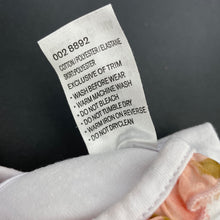 002 8892
COTTON/POLYESTER/ELASTANE
SKIRT-POLYESTER
EXCLUSIVE OF TRIM
• WASH BEFORE WEAR
• WARM MACHINE WASH
• DO NOT BLEACH
• DO NOT TUMBLE DRY
• WARM IRON ON REVERSE
• DO NOT DRYCLEAN